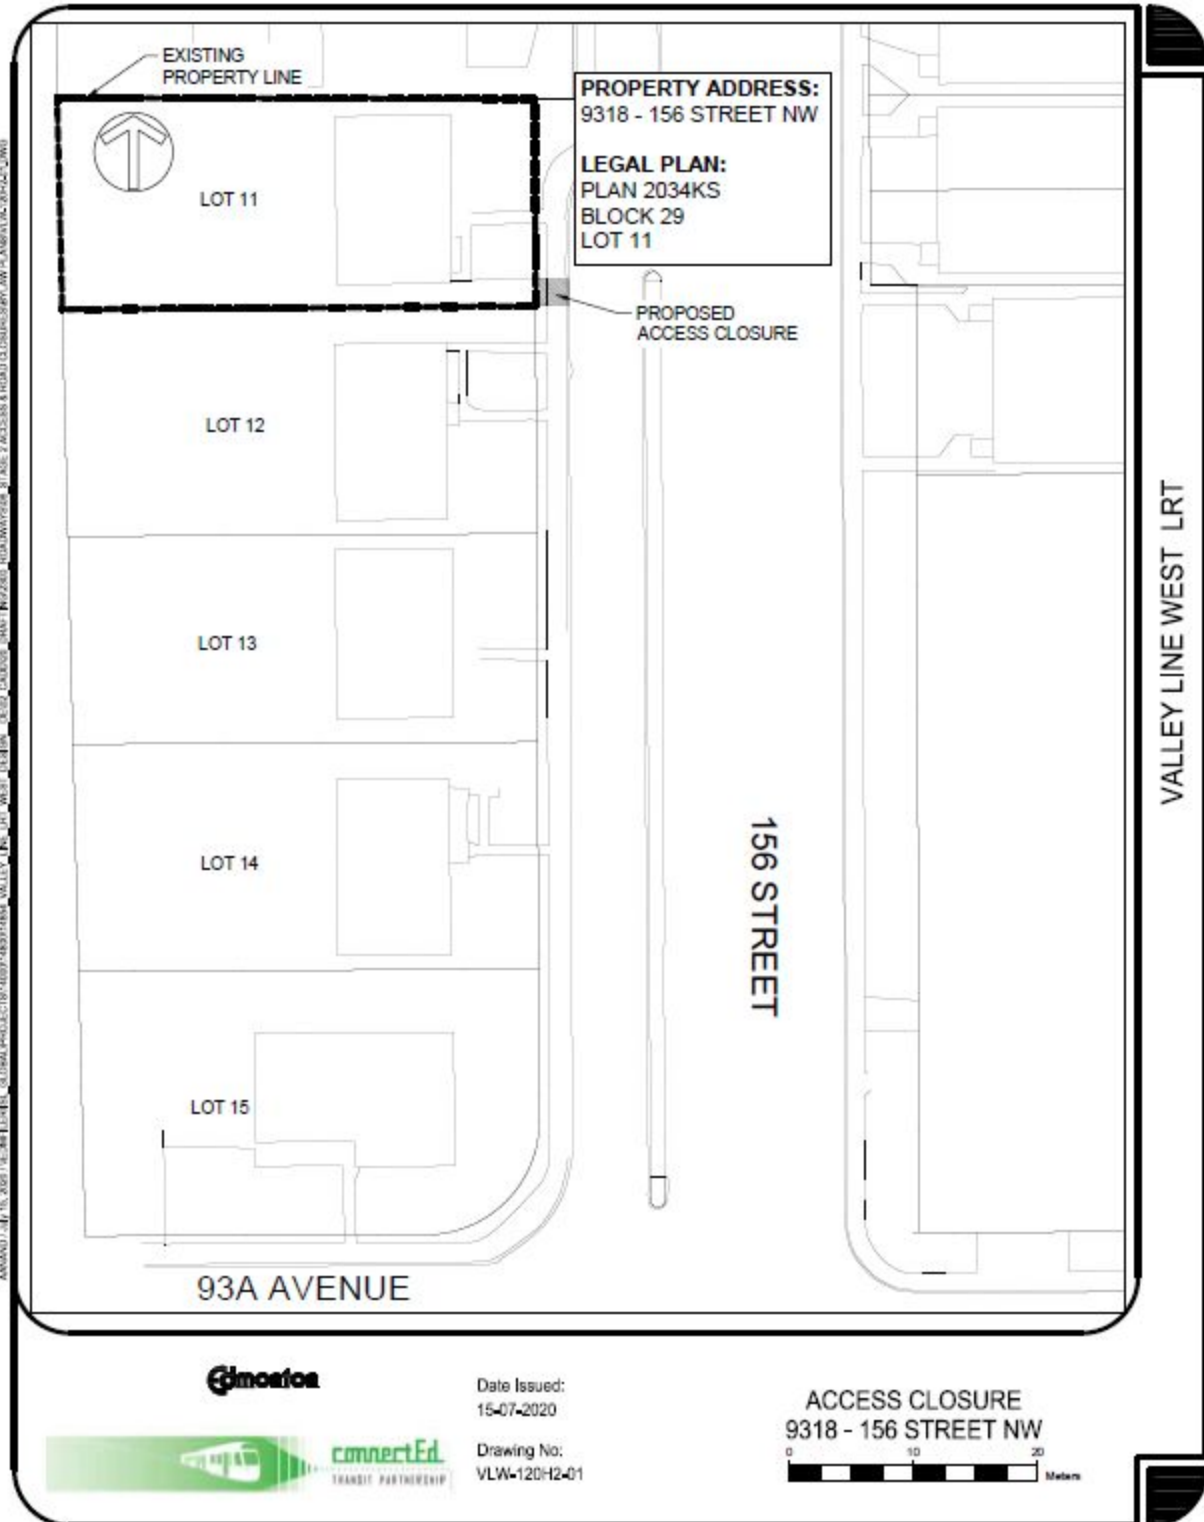 EXISTING
PROPERTY LINE
PROPERTY ADDRESS:
9318 - 156 STREET NW
LEGAL PLAN:
PLAN 2034KS
BLOCK 29
LOT 11
LOT 11
PROPOSED
ACCESS CLOSURE
LOT 12
LOT 13
LOT 14
LOT 15
156 STREET
93A AVENUE
VALLEY LINE WEST LRT
Edmonton
connectEd
TRANSIT PARTNERSHIP
Date Issued:
15-07-2020
Drawing No:
VLW-120H2-01
ACCESS CLOSURE
9318 - 156 STREET NW
0 10 20
Meters